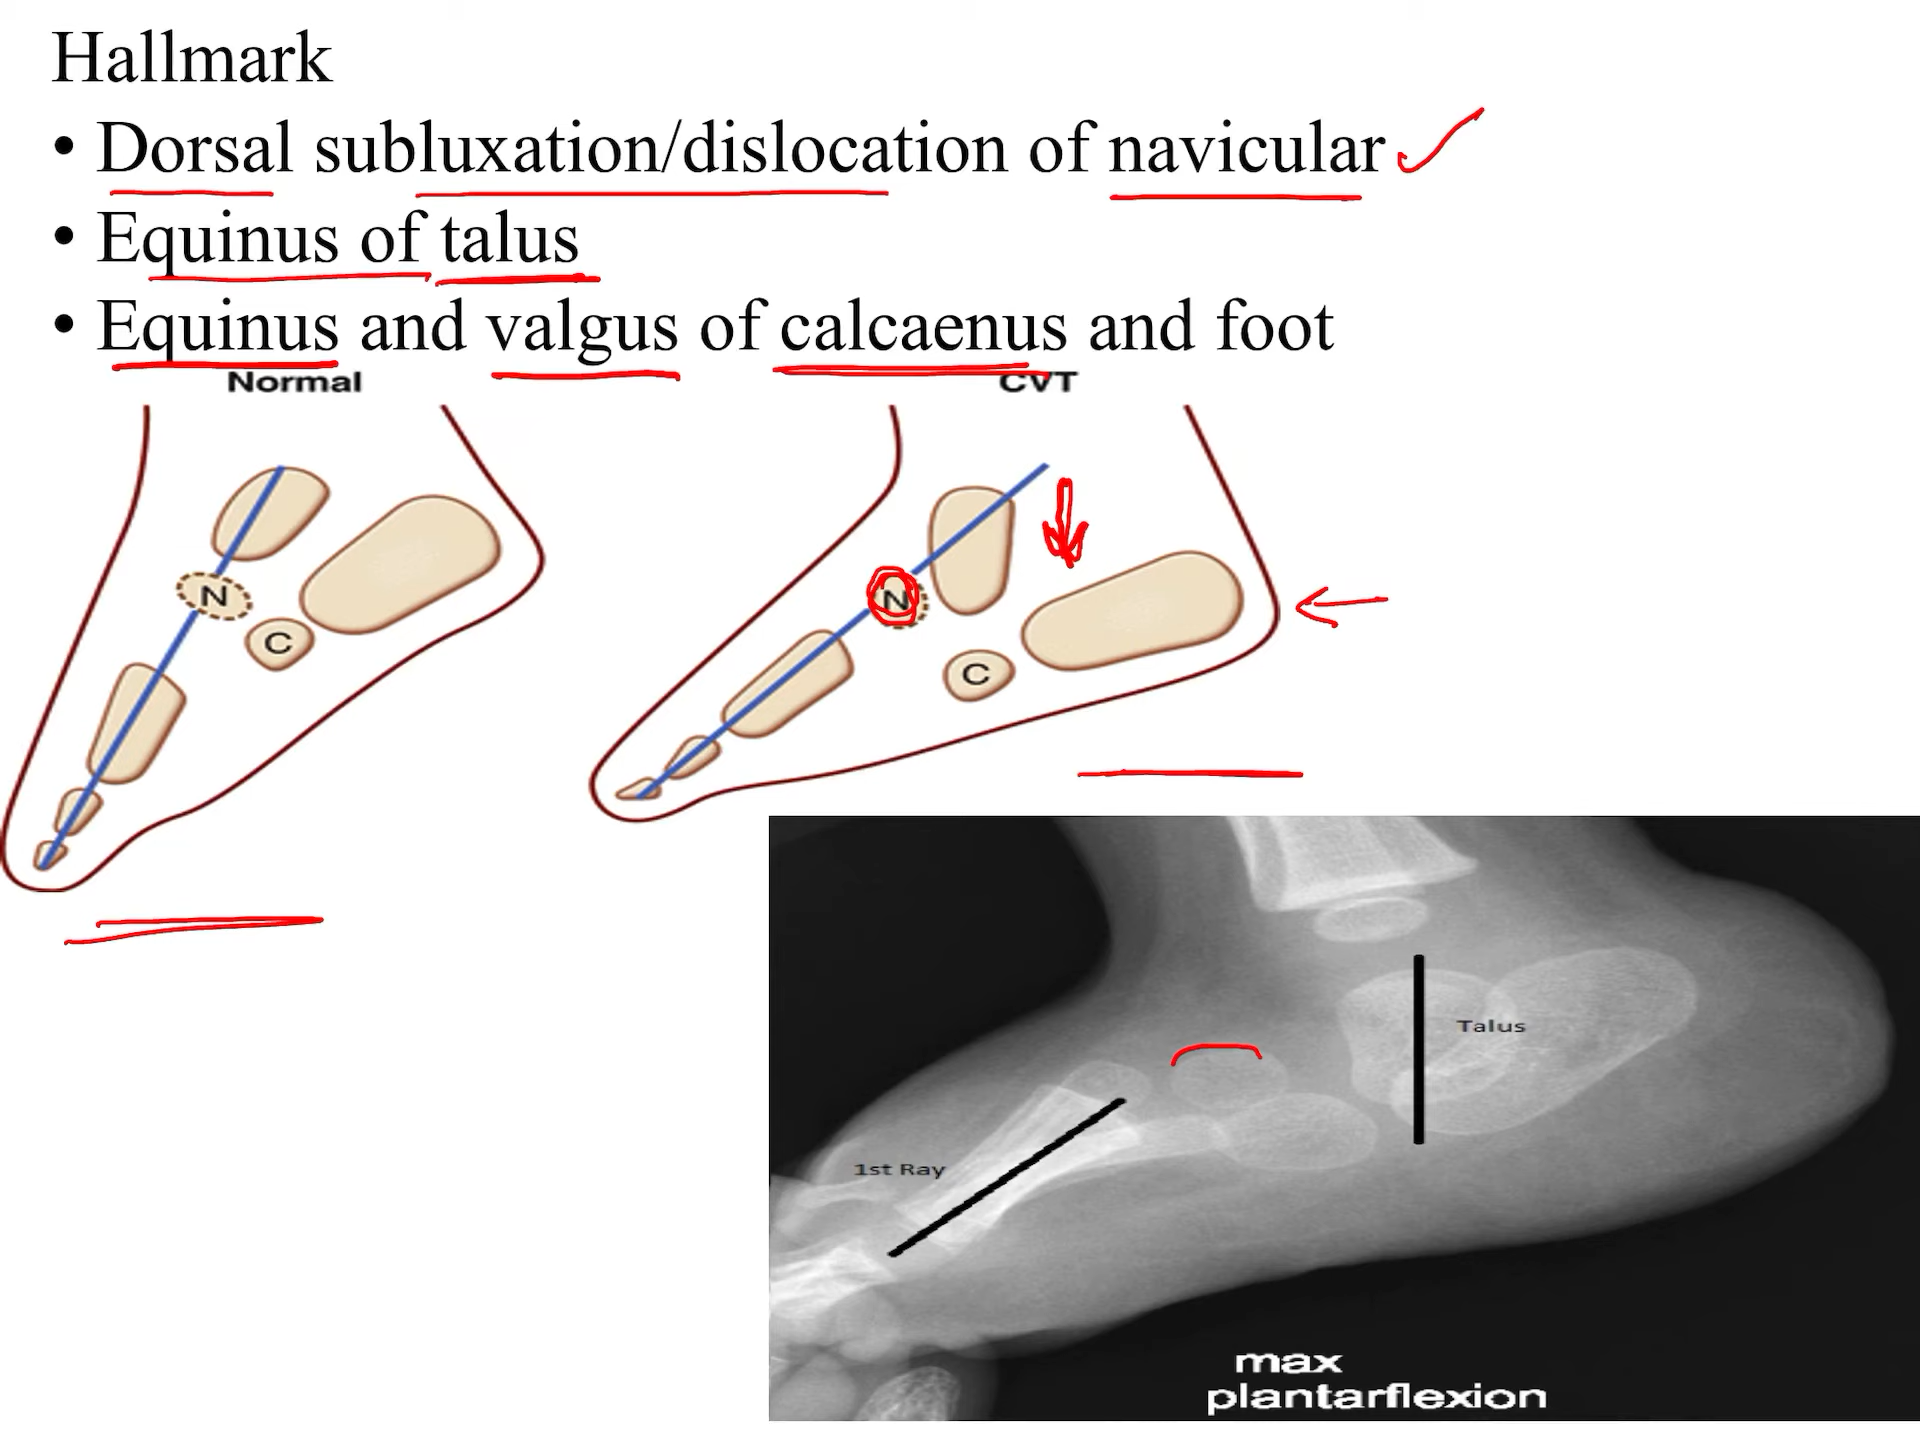 Hallmark
• Dorsal subluxation/dislocation of navicular
• Equinus of talus
• Equinus and valgus of calcaenus and foot
Normal
CVT
N
C
N
C
Talus
1st Ray
max
plantarflexion